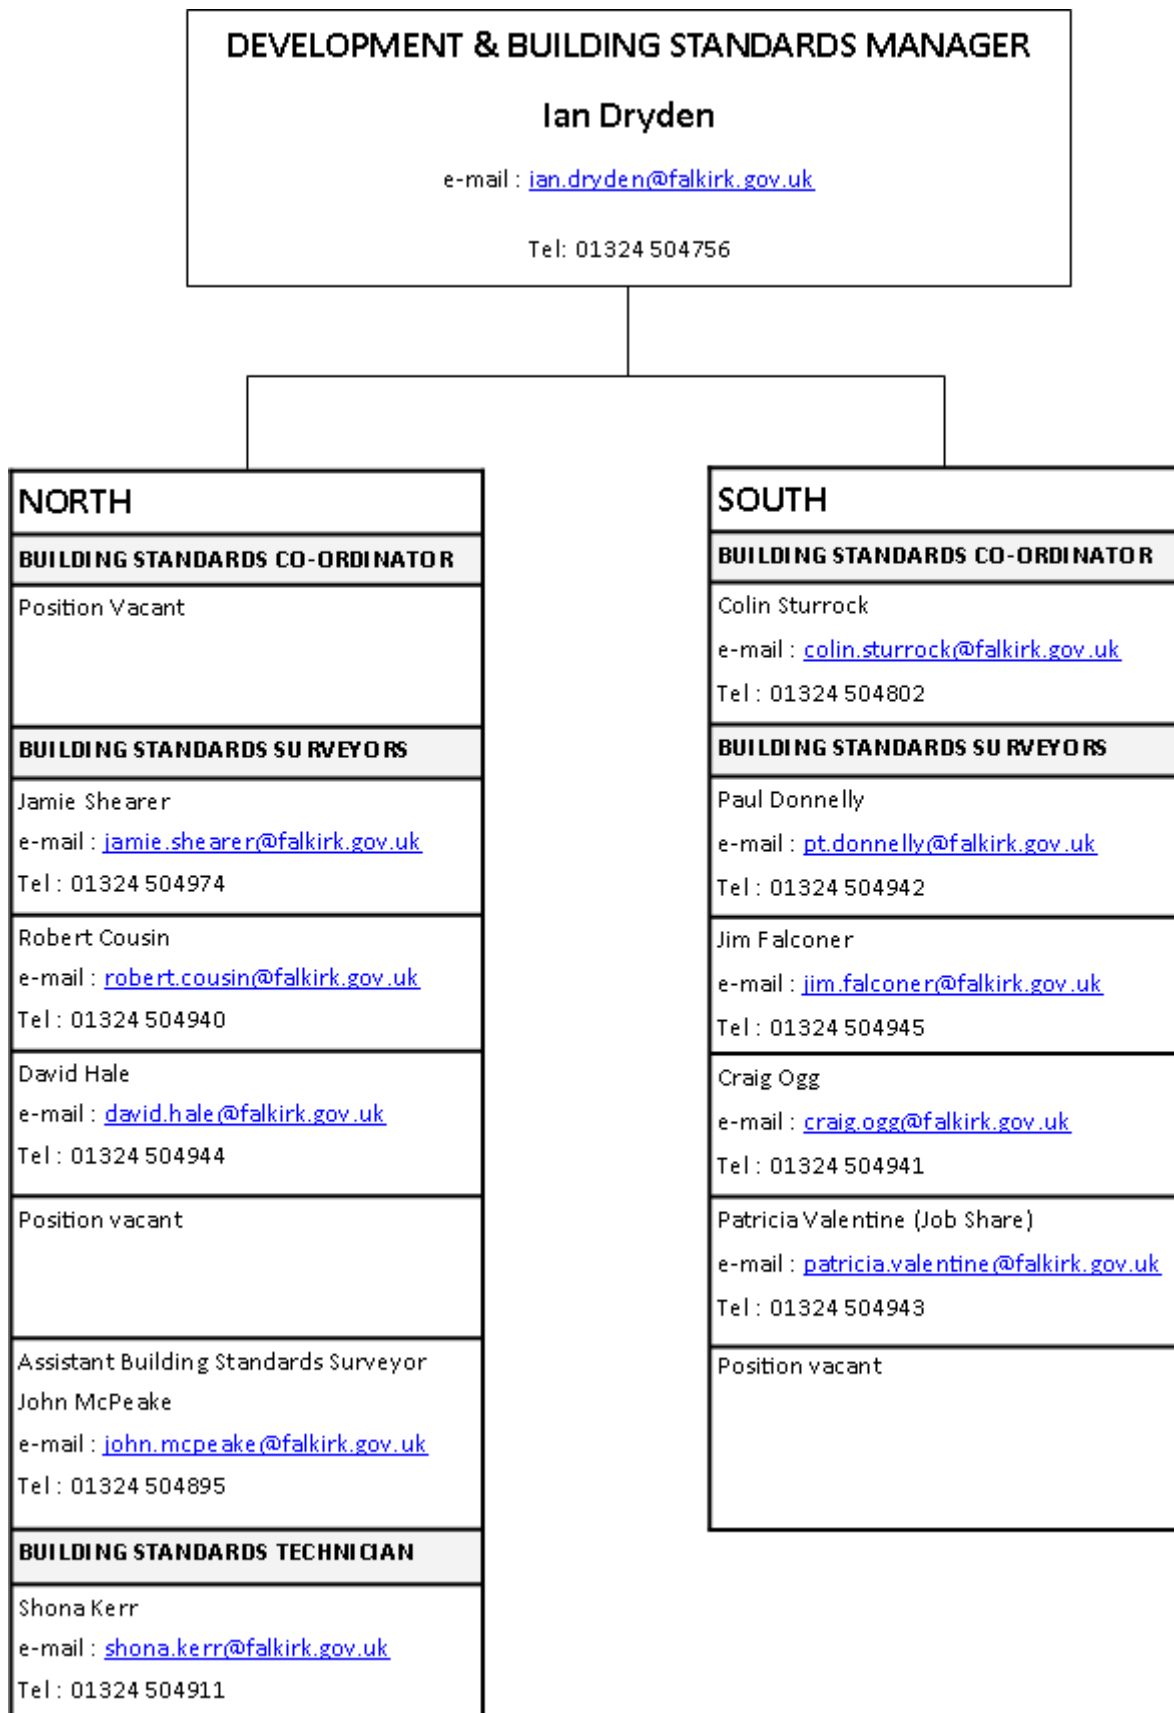 DEVELOPMENT & BUILDING STANDARDS MANAGER
Ian Dryden
e-mail : ian.dryden@falkirk.gov.uk
Tel: 01324 504756
NORTH
BUILDING STANDARDS CO-ORDINATOR
Position Vacant
BUILDING STANDARDS SURVEYORS
Jamie Shearer
e-mail : jamie.shearer@falkirk.gov.uk
Tel : 01324 504974
Robert Cousin
e-mail : robert.cousin@falkirk.gov.uk
Tel : 01324 504940
David Hale
e-mail : david.hale@falkirk.gov.uk
Tel : 01324 504944
Position vacant
Assistant Building Standards Surveyor
John McPeake
e-mail : john.mcpeake@falkirk.gov.uk
Tel : 01324 504895
BUILDING STANDARDS TECHNICIAN
Shona Kerr
e-mail : shona.kerr@falkirk.gov.uk
Tel : 01324 504911
SOUTH
BUILDING STANDARDS CO-ORDINATOR
Colin Sturrock
e-mail : colin.sturrock@falkirk.gov.uk
Tel : 01324 504802
BUILDING STANDARDS SURVEYORS
Paul Donnelly
e-mail : pt.donnelly@falkirk.gov.uk
Tel : 01324 504942
Jim Falconer
e-mail : jim.falconer@falkirk.gov.uk
Tel : 01324 504945
Craig Ogg
e-mail : craig.ogg@falkirk.gov.uk
Tel : 01324 504941
Patricia Valentine (Job Share)
e-mail : patricia.valentine@falkirk.gov.uk
Tel : 01324 504943
Position vacant